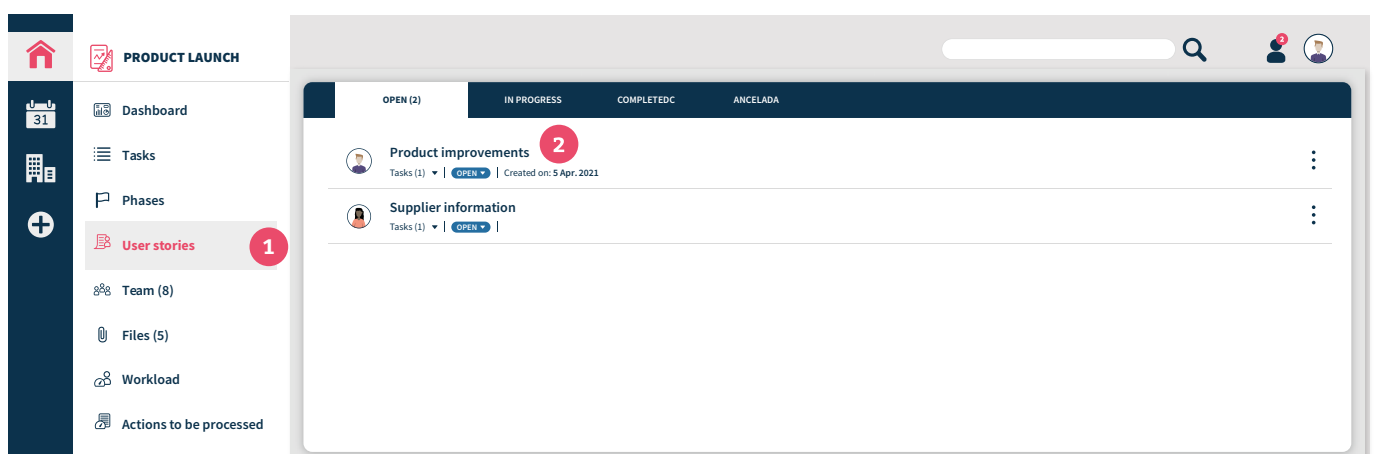 PRODUCT LAUNCH
2
31
Dashboard
Tasks
Phases
User stories 1
Team (8)
Files (5)
Workload
Actions to be processed
OPEN (2) IN PROGRESS COMPLETEDC ANCELADA
Product improvements 2
Tasks (1) OPEN Created on: 5 Apr. 2021
Supplier information
Tasks (1) OPEN